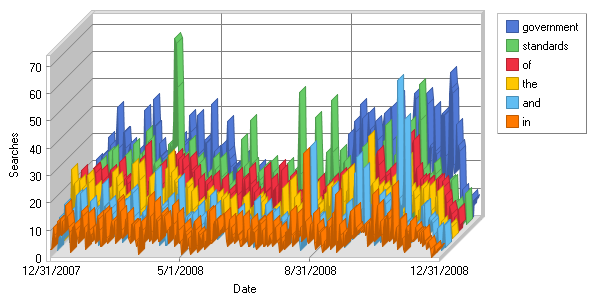 government
standards
of
the
and
in
Searches
70
60
50
40
30
20
10
0
12/31/2007 5/1/2008 8/31/2008 12/31/2008
Date